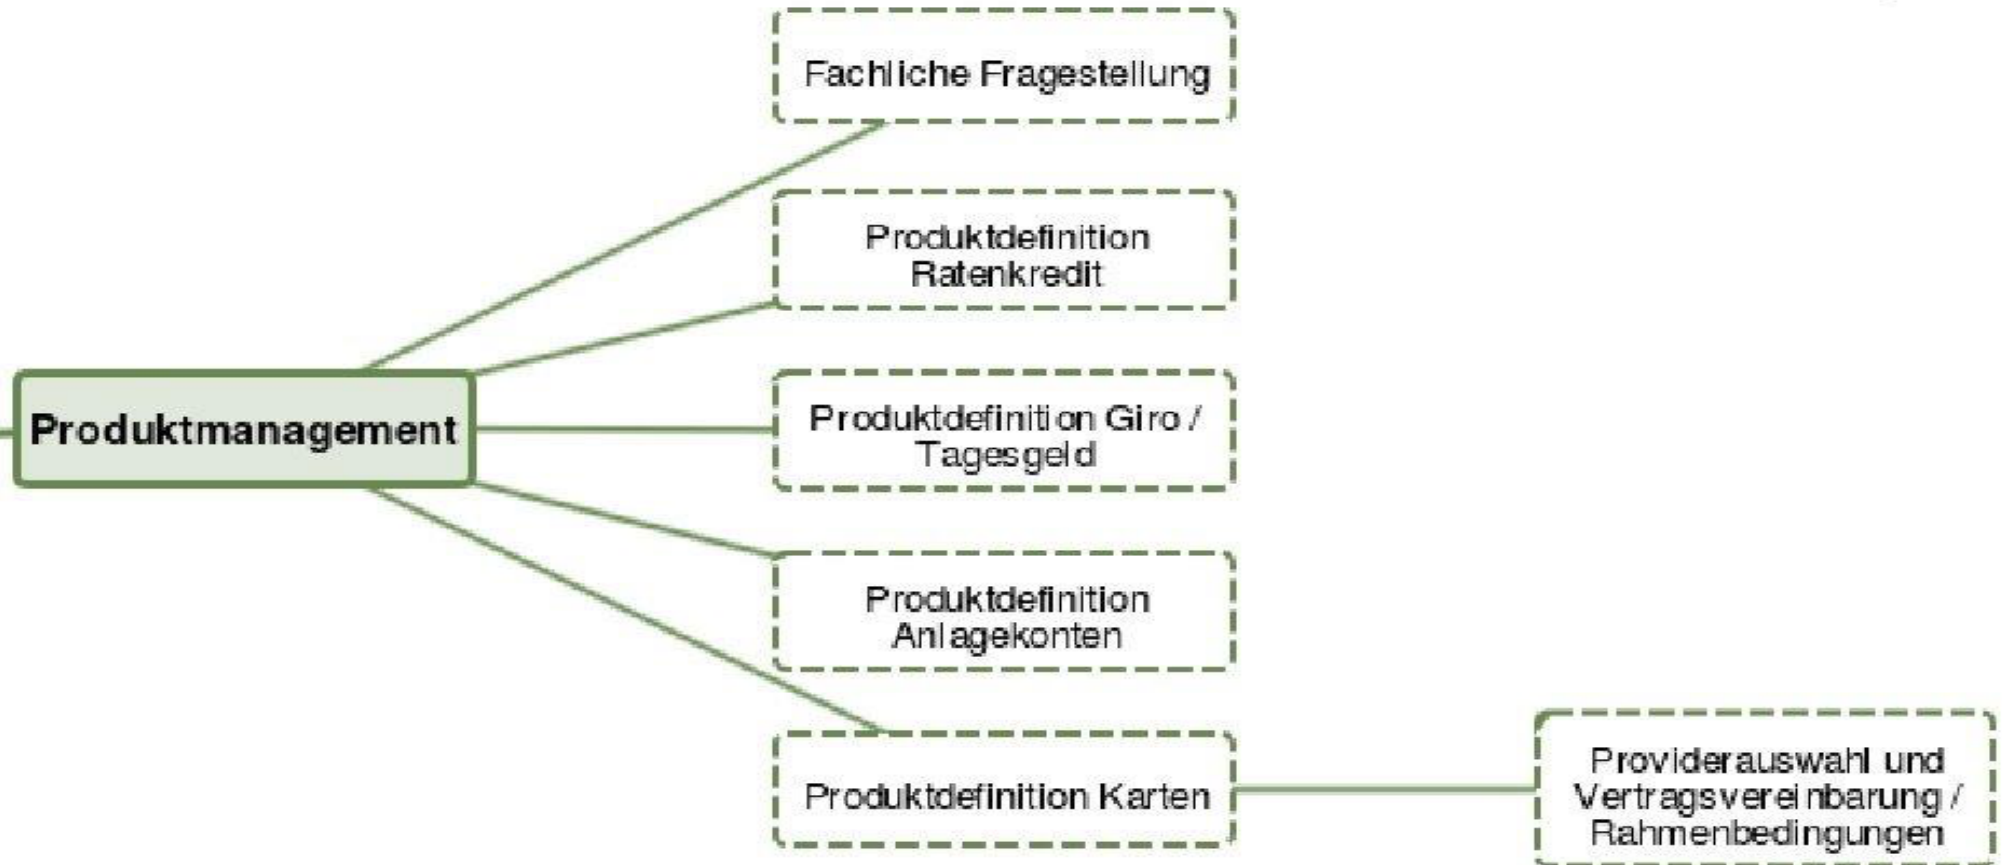 Fachliche Fragestellung
Produktdefinition
Ratenkredit
Produktmanagement
Produktdefinition Giro /
Tagesgeld
Produktdefinition
Anlagekonten
Produktdefinition Karten
Providerauswahl und
Vertragsvereinbarung /
Rahmenbedingungen